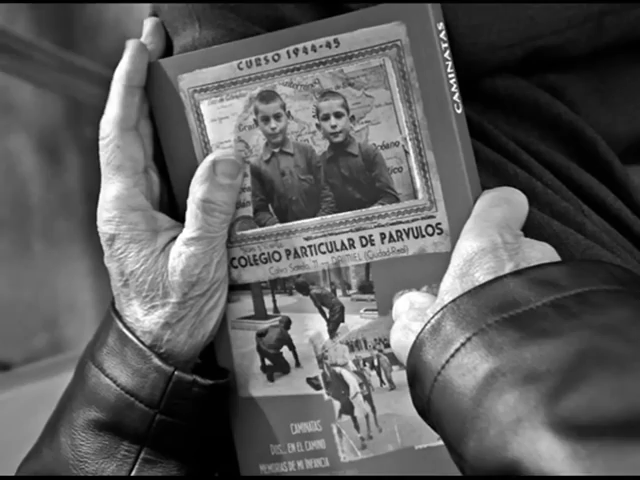 CURSO 1944-45
COLEGIO PARTICULAR DE PARVULOS
DAIMIEL (Ciudad-Real)
CAMINATAS
CAMINATAS
DOS... EN EL CAMINO
MEMORIAS DE MI INFANCIA